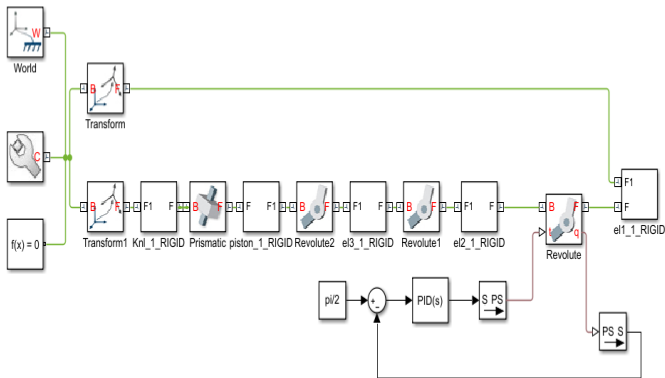 W
World
B F
Transform
C
F1
B F
F1 F
B F
F F1
B F
F1 F
B F
F1 F
B F
t q
F
Transform1
Knl_1_RIGID
Prismatic
piston_1_RIGID
Revolute2
el3_1_RIGID
Revolute1
el2_1_RIGID
Revolute
el1_1_RIGID
f(x) = 0
pi/2
+
−
PID(s)
S PS
PS S